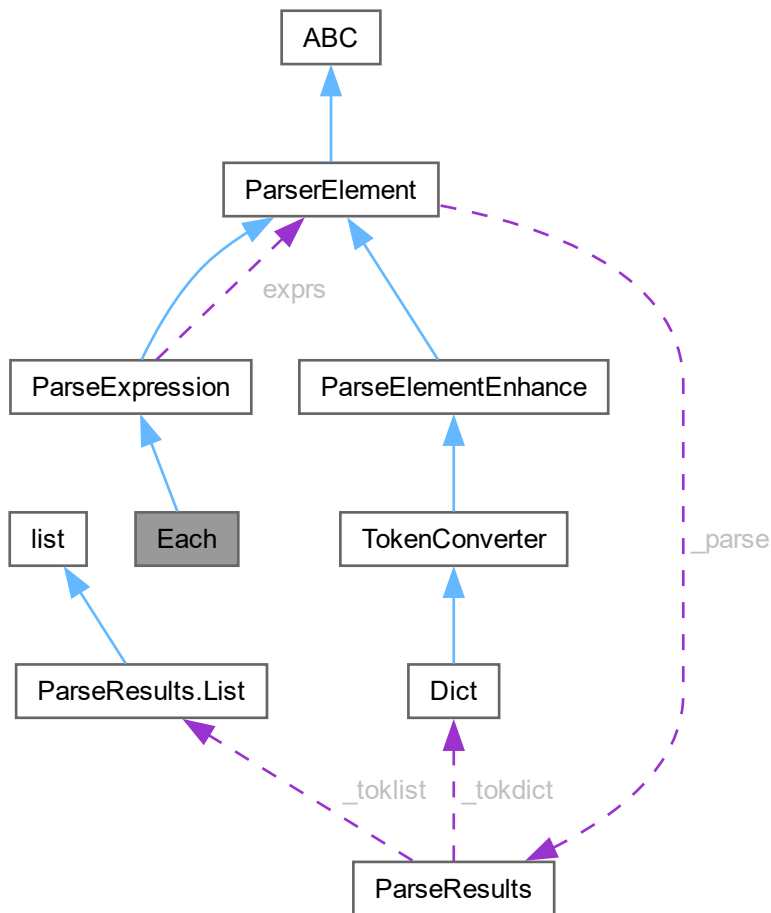 ABC
ParserElement
exprs
ParseExpression
ParseElementEnhance
list
Each
TokenConverter
_parse
ParseResults.List
Dict
_toklist
_tokdict
ParseResults